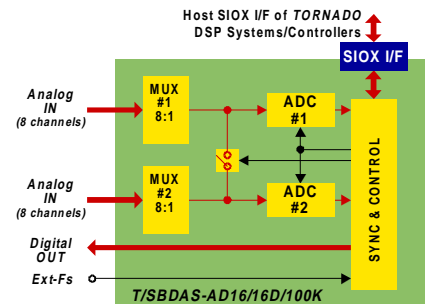 Host SIOX I/F of TORNADO
DSP Systems/Controllers
SIOX I/F
Analog
IN
(8 channels)
MUX
#1
8:1
ADC
#1
Analog
IN
(8 channels)
MUX
#2
8:1
ADC
#2
SYNC & CONTROL
Digital
OUT
Ext-Fs
T/SBDAS-AD16/16D/100K